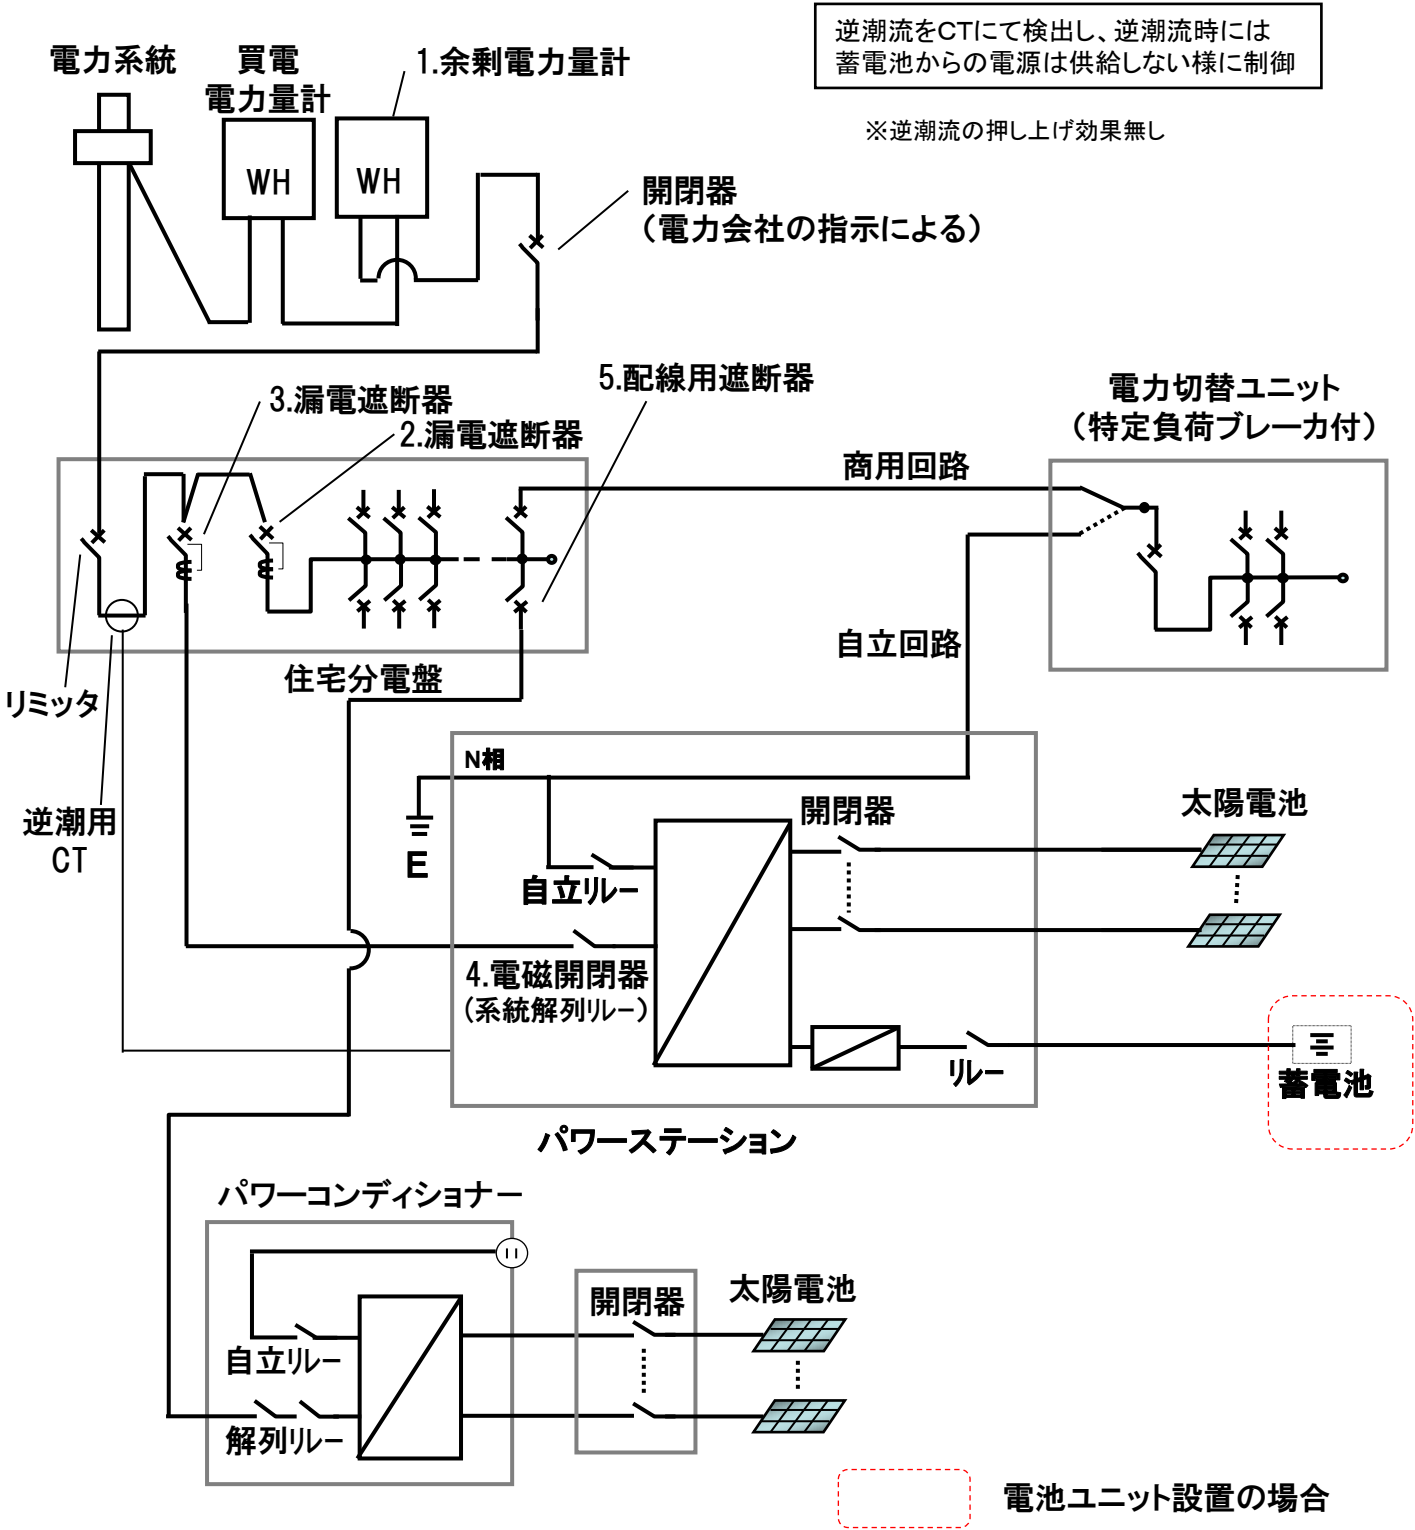 逆潮流をCTにて検出し、逆潮流時には
蓄電池からの電源は供給しない様に制御
※逆潮流の押し上げ効果無し
電力系統
買電
電力量計
1.余剰電力量計
WH
WH
開閉器
（電力会社の指示による）
5.配線用遮断器
3.漏電遮断器
2.漏電遮断器
電力切替ユニット
（特定負荷ブレーカ付）
商用回路
自立回路
住宅分電盤
リミッタ
逆潮用
CT
N相
E
開閉器
太陽電池
自立リレー
4.電磁開閉器
（系統解列リレー）
リレー
蓄電池
パワーステーション
パワーコンディショナー
開閉器
太陽電池
自立リレー
解列リレー
電池ユニット設置の場合